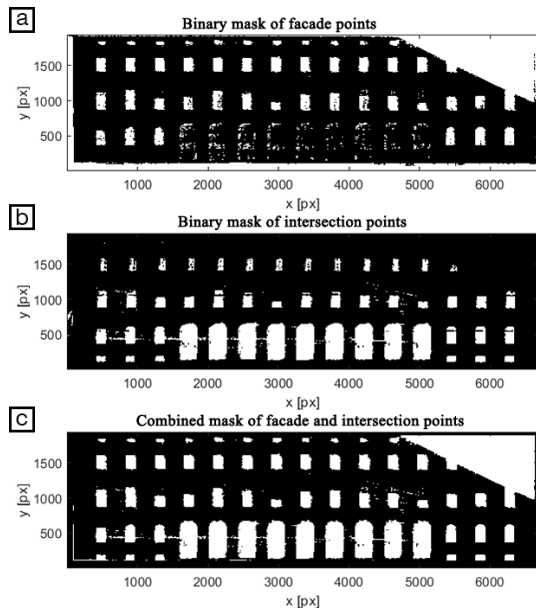 a
Binary mask of facade points
1500
1000
500
y [px]
1000 2000 3000 4000 5000 6000
x [px]
b
Binary mask of intersection points
1500
1000
500
y [px]
1000 2000 3000 4000 5000 6000
x [px]
c
Combined mask of facade and intersection points
1500
1000
500
y [px]
1000 2000 3000 4000 5000 6000
x [px]